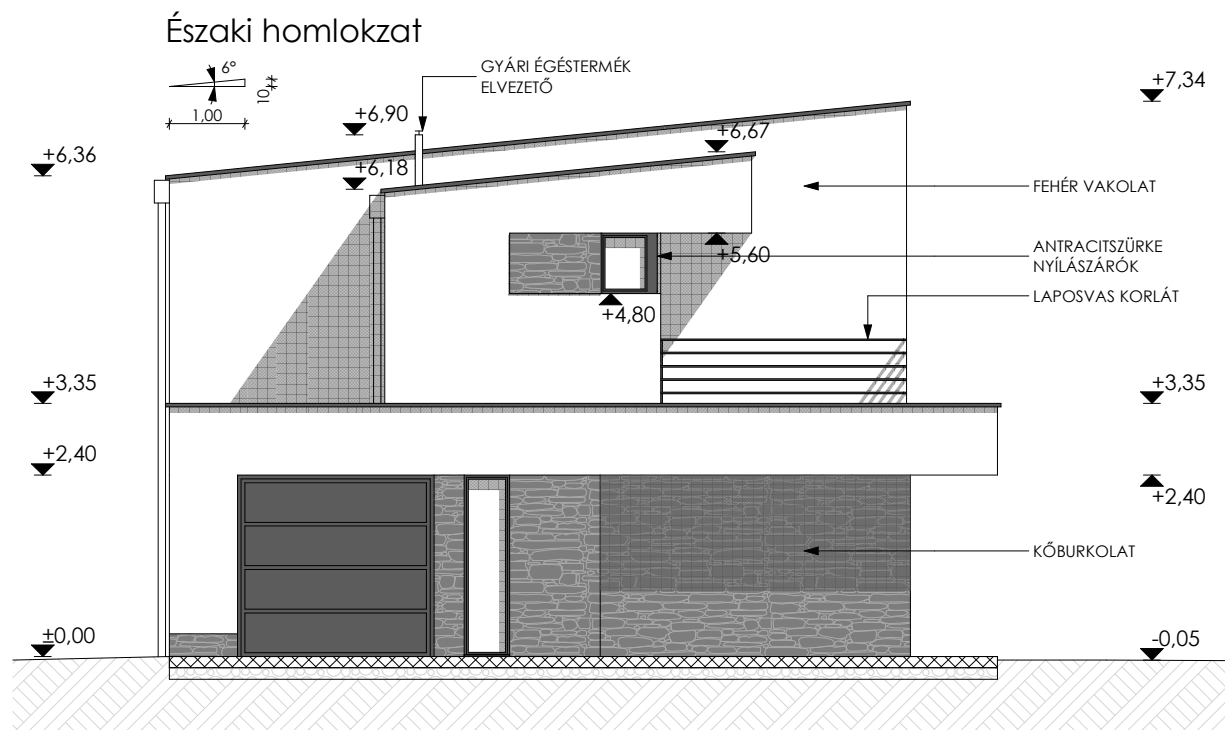 Északi homlokzat
6°
10
1,00
GYÁRI ÉGÉSTERMÉK
ELVEZETŐ
+7,34
+6,90
+6,67
+6,36
+6,18
FEHÉR VAKOLAT
ANTRACITSZÜRKE
NYÍLÁSZÁRÓK
+5,60
LAPOSVAS KORLÁT
+4,80
+3,35
+3,35
+2,40
+2,40
KŐBURKOLAT
±0,00
-0,05